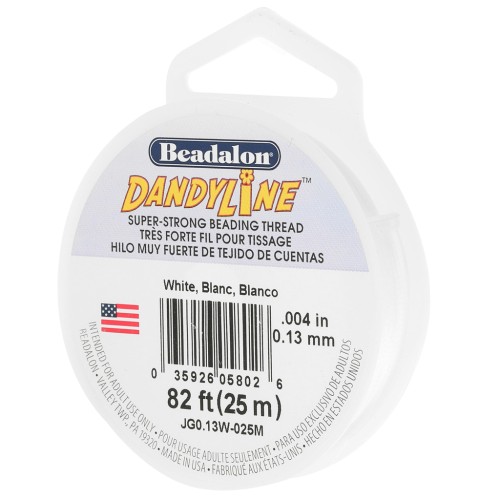 Beadalon®
DANDYLINE™
SUPER-STRONG BEADING THREAD
TRÈS FORTE FIL POUR TISSAGE
HILO MUY FUERTE DE TEJIDO DE CUENTAS
White, Blanc, Blanco
.004 in
0.13 mm
0 35926 05802 6
82 ft (25 m)
JG0.13W-025M
INTENDED FOR ADULT USE ONLY • POUR USAGE ADULTE SEULEMENT • PARA USO EXCLUSIVO DE ADULTOS
BEADALON • VALLEY TWP, PA 19320 • MADE IN USA • FABRIQUÉ AUX ÉTATS-UNIS • HECHO EN ESTADOS UNIDOS